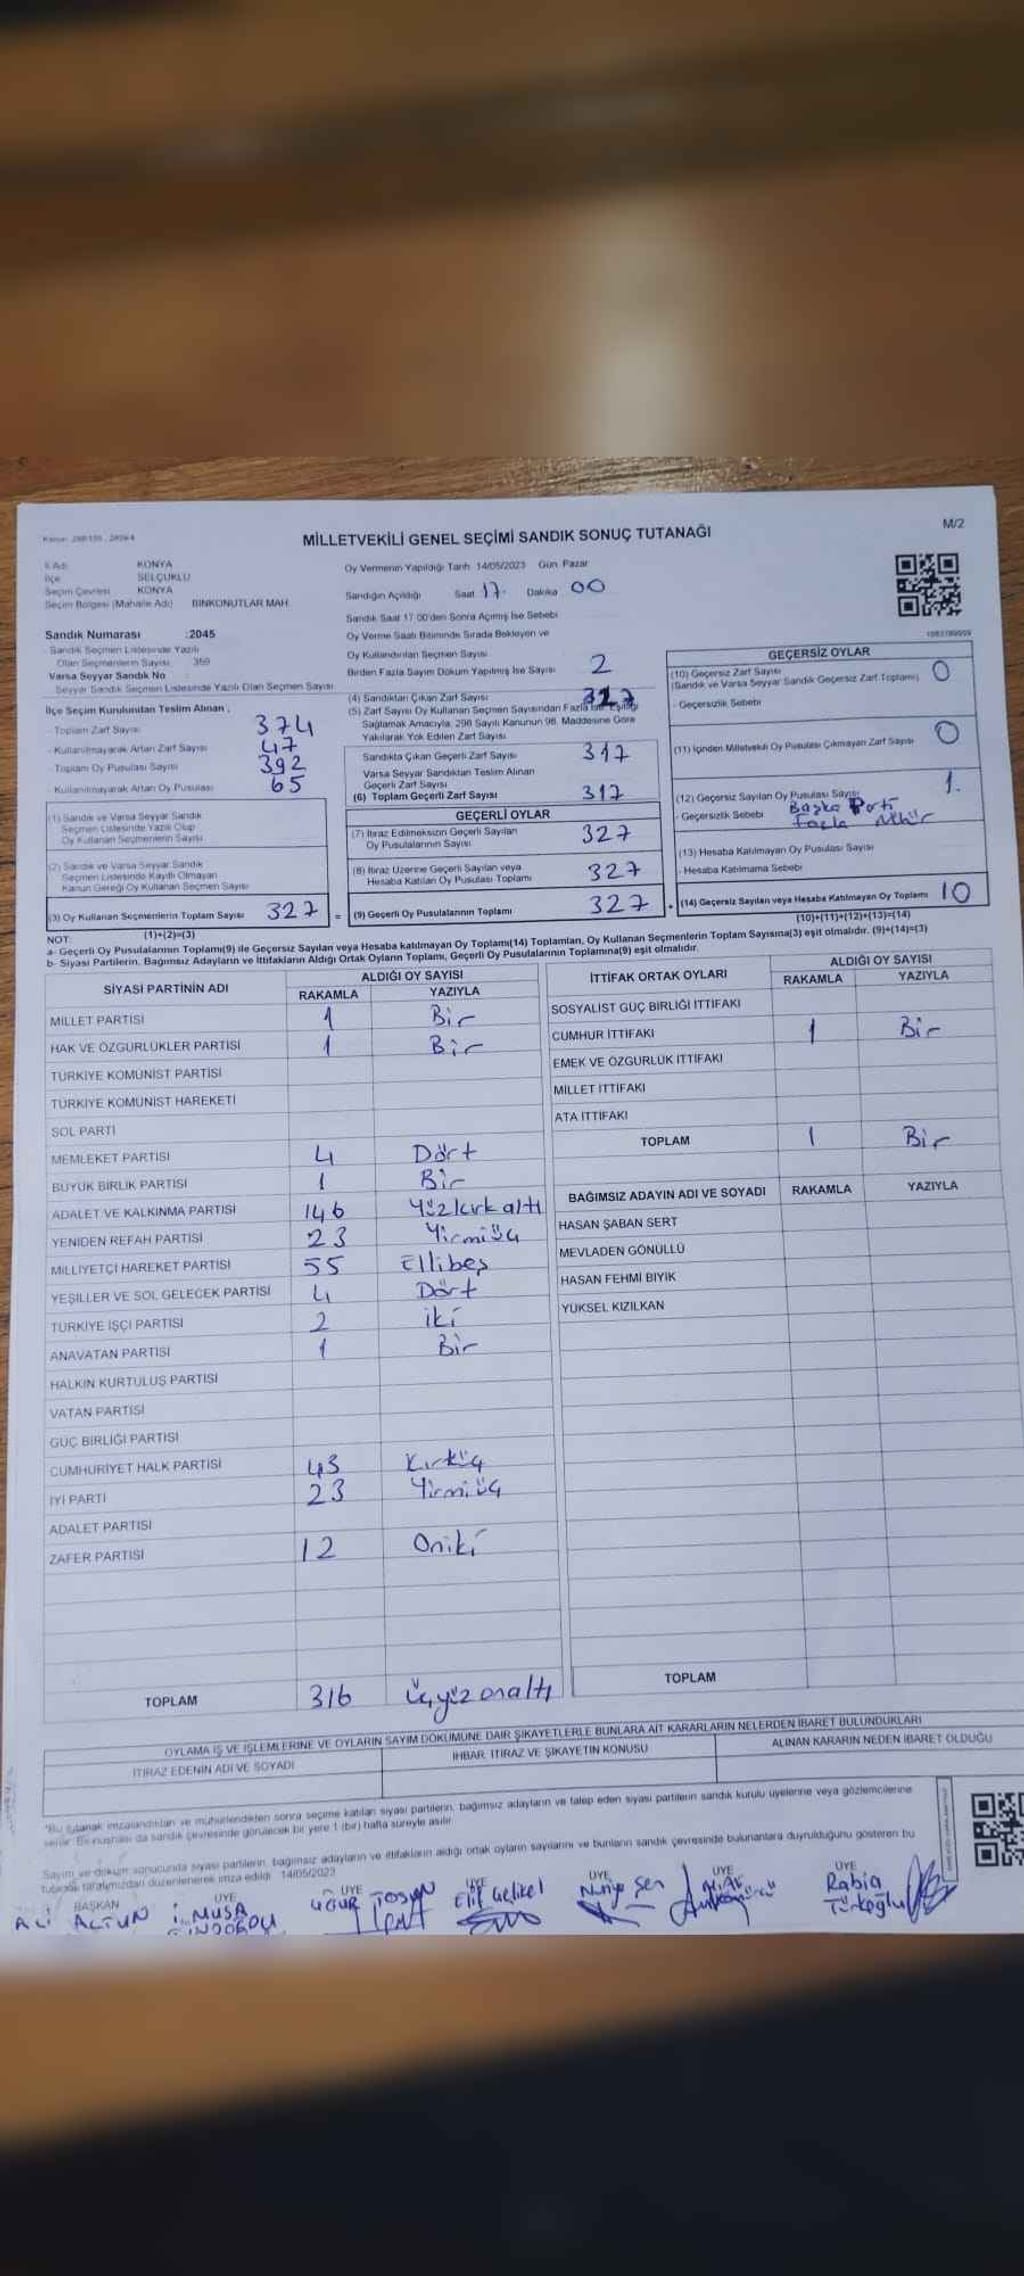 M/2
MİLLETVEKİLİ GENEL SEÇİMİ SANDIK SONUÇ TUTANAĞI
İl Adı KONYA
İlçe SELÇUKLU
Seçim Çevresi KONYA
Seçim Bölgesi (Mahalle Adı) BİNKONUTLAR MAH.
Sandık Numarası :2045
Sandık Seçmen Listesinde Yazılı
Olan Seçmenlerin Sayısı 359
Varsa Seyyar Sandık No
Seyyar Sandık Seçmen Listesinde Yazılı Olan Seçmen Sayısı
İlçe Seçim Kurulundan Teslim Alınan ;
- Toplam Zarf Sayısı 374
- Kullanılmayarak Artan Zarf Sayısı 47
- Toplam Oy Pusulası Sayısı 392
- Kullanılmayarak Artan Oy Pusulası 65
(1) Sandık ve Varsa Seyyar Sandık
Seçmen Listesinde Yazılı Olup
Oy Kullanan Seçmenlerin Sayısı
(2) Sandık ve Varsa Seyyar Sandık
Seçmen Listesinde Kayıtlı Olmayan
Kanun Gereği Oy Kullanan Seçmen Sayısı
(3) Oy Kullanan Seçmenlerin Toplam Sayısı 327 =
(1)+(2)=(3)
Oy Vermenin Yapıldığı Tarih 14/05/2023 Gün Pazar
Sandığın Açıldığı Saat 17 Dakika 00
Sandık Saat 17:00'den Sonra Açılmış İse Sebebi
Oy Verme Saati Bitiminde Sırada Bekleyen ve
Oy Kullandırılan Seçmen Sayısı
Birden Fazla Sayım Döküm Yapılmış İse Sayısı 2
(4) Sandıktan Çıkan Zarf Sayısı
(5) Zarf Sayısı Oy Kullanan Seçmen Sayısından Fazla İse, Eşitliği
Sağlamak Amacıyla, 298 Sayılı Kanunun 98. Maddesine Göre
Yakılarak Yok Edilen Zarf Sayısı
Sandıkta Çıkan Geçerli Zarf Sayısı 317
Varsa Seyyar Sandıktan Teslim Alınan
Geçerli Zarf Sayısı
(6) Toplam Geçerli Zarf Sayısı 317
GEÇERLİ OYLAR
(7) İtiraz Edilmeksizin Geçerli Sayılan
Oy Pusulalarının Sayısı 327
(8) İtiraz Üzerine Geçerli Sayılan veya
Hesaba Katılan Oy Pusulası Toplamı 327
(9) Geçerli Oy Pusulalarının Toplamı 327 +
GEÇERSİZ OYLAR
(10) Geçersiz Zarf Sayısı 0
(Sandık ve Varsa Seyyar Sandık Geçersiz Zarf Toplamı)
- Geçersizlik Sebebi
(11) İçinden Milletvekili Oy Pusulası Çıkmayan Zarf Sayısı 0
(12) Geçersiz Sayılan Oy Pusulası Sayısı 1.
- Geçersizlik Sebebi Başka Parti
Fazla Mühür
(13) Hesaba Katılmayan Oy Pusulası Sayısı
- Hesaba Katılmama Sebebi
(14) Geçersiz Sayılan veya Hesaba Katılmayan Oy Toplamı 10
(10)+(11)+(12)+(13)=(14)
NOT:
a- Geçerli Oy Pusulalarının Toplamı(9) ile Geçersiz Sayılan veya Hesaba katılmayan Oy Toplamı(14) Toplamları, Oy Kullanan Seçmenlerin Toplam Sayısına(3) eşit olmalıdır. (9)+(14)=(3)
b- Siyasi Partilerin, Bağımsız Adayların ve İttifakların Aldığı Ortak Oyların Toplamı, Geçerli Oy Pusulalarının Toplamına(9) eşit olmalıdır.
SİYASİ PARTİNİN ADI ALDIĞI OY SAYISI
RAKAMLA YAZIYLA
MİLLET PARTİSİ 1 Bir
HAK VE ÖZGÜRLÜKLER PARTİSİ 1 Bir
TÜRKİYE KOMÜNİST PARTİSİ
TÜRKİYE KOMÜNİST HAREKETİ
SOL PARTİ
MEMLEKET PARTİSİ 4 Dört
BÜYÜK BİRLİK PARTİSİ 1 Bir
ADALET VE KALKINMA PARTİSİ 146 Yüzkırkaltı
YENİDEN REFAH PARTİSİ 23 Yirmiüç
MİLLİYETÇİ HAREKET PARTİSİ 55 Ellibeş
YEŞİLLER VE SOL GELECEK PARTİSİ 4 Dört
TÜRKİYE İŞÇİ PARTİSİ 2 iki
ANAVATAN PARTİSİ 1 Bir
HALKIN KURTULUŞ PARTİSİ
VATAN PARTİSİ
GÜÇ BİRLİĞİ PARTİSİ
CUMHURİYET HALK PARTİSİ 43 Kırküç
İYİ PARTİ 23 Yirmiüç
ADALET PARTİSİ
ZAFER PARTİSİ 12 Oniki
TOPLAM 316 Üçyüzonaltı
İTTİFAK ORTAK OYLARI ALDIĞI OY SAYISI
RAKAMLA YAZIYLA
SOSYALİST GÜÇ BİRLİĞİ İTTİFAKI
CUMHUR İTTİFAKI 1 Bir
EMEK VE ÖZGÜRLÜK İTTİFAKI
MİLLET İTTİFAKI
ATA İTTİFAKI
TOPLAM 1 Bir
BAĞIMSIZ ADAYIN ADI VE SOYADI RAKAMLA YAZIYLA
HASAN ŞABAN SERT
MEVLADEN GÖNÜLLÜ
HASAN FEHMİ BIYIK
YÜKSEL KIZILKAN
TOPLAM
OYLAMA İŞ VE İŞLEMLERİNE VE OYLARIN SAYIM DÖKÜMÜNE DAİR ŞİKAYETLERLE BUNLARA AİT KARARLARIN NELERDEN İBARET BULUNDUKLARI
İTİRAZ EDENİN ADI VE SOYADI İHBAR, İTİRAZ VE ŞİKAYETİN KONUSU ALINAN KARARIN NEDEN İBARET OLDUĞU
*Bu tutanak imzalandıktan ve mühürlendikten sonra seçime katılan siyasi partilerin, bağımsız adayların ve talep eden siyasi partilerin sandık kurulu üyelerine veya gözlemcilerine
verilir. Bir nüshası da sandık çevresinde görülecek bir yere 1 (bir) hafta süreyle asılır.
Sayım ve döküm sonucunda siyasi partilerin, bağımsız adayların ve ittifakların aldığı ortak oyların sayılarını ve bunların sandık çevresinde bulunanlara duyrulduğunu gösteren bu
tutanak tarafımızdan düzenlenerek imza edildi. 14/05/2023
BAŞKAN ÜYE ÜYE ÜYE ÜYE ÜYE ÜYE
ALİ ALTUN İ. MUSA UĞUR TOSUN Elif Çelikel Nuriye Şen Rabia
Türkoğlu